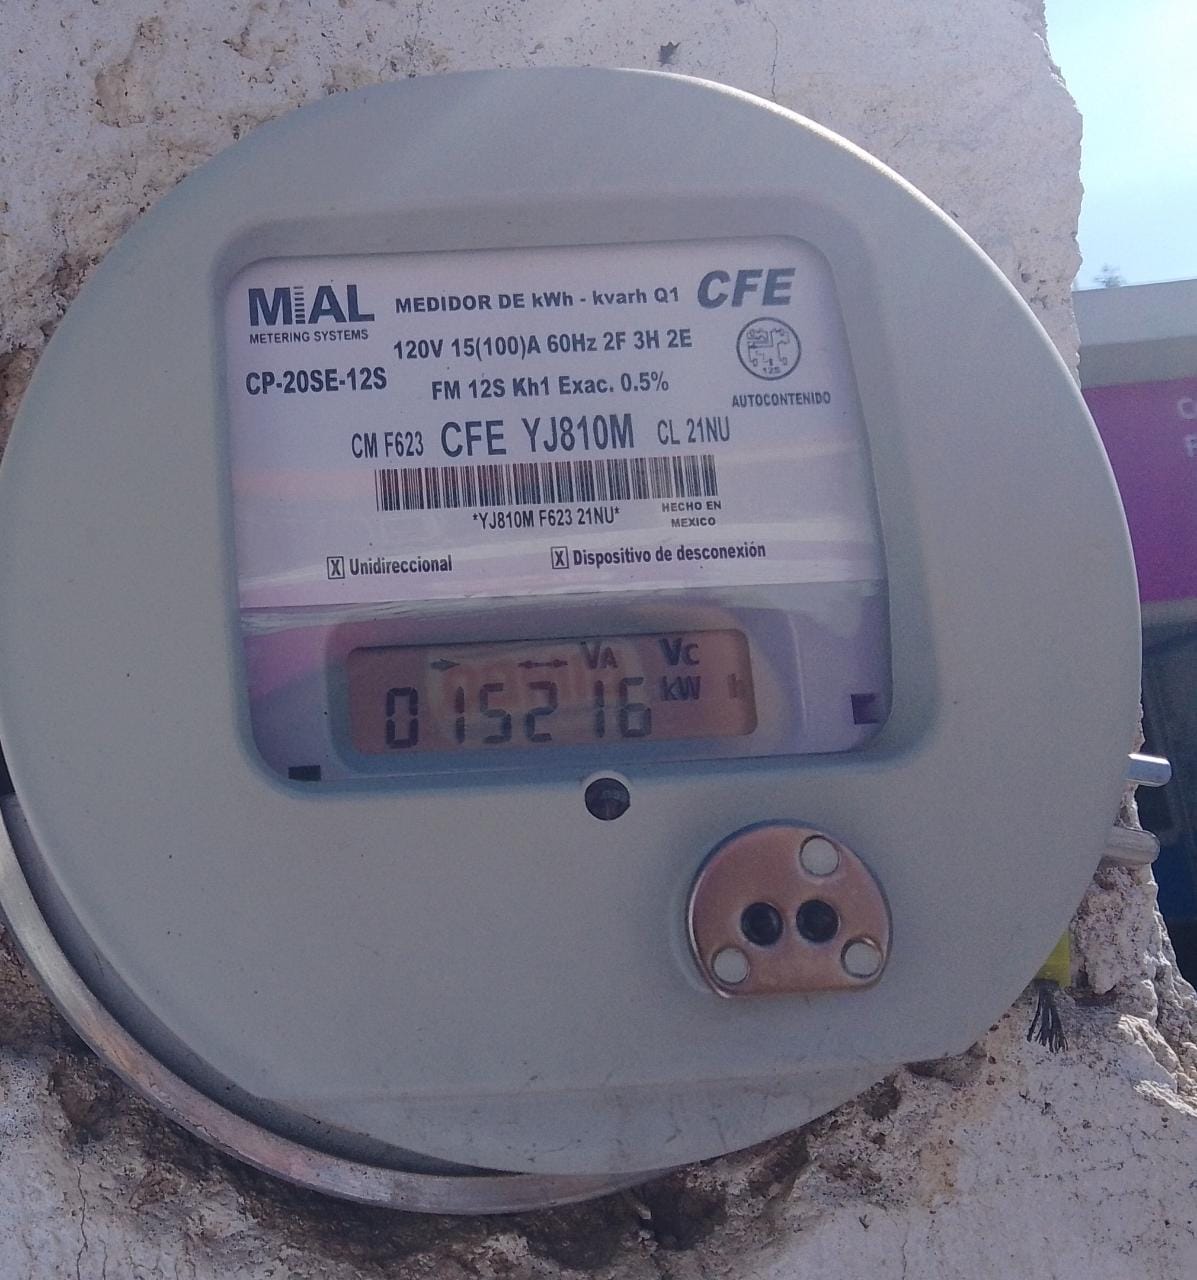 MIAL
METERING SYSTEMS
MEDIDOR DE kWh - kvarh Q1
CFE
120V 15(100)A 60Hz 2F 3H 2E
CP-20SE-12S
FM 12S Kh1 Exac. 0.5%
12S
AUTOCONTENIDO
CM F623 CFE YJ810M CL 21NU
*YJ810M F623 21NU*
HECHO EN
MEXICO
X Unidireccional
X Dispositivo de desconexión
VA VC
015216 kW h